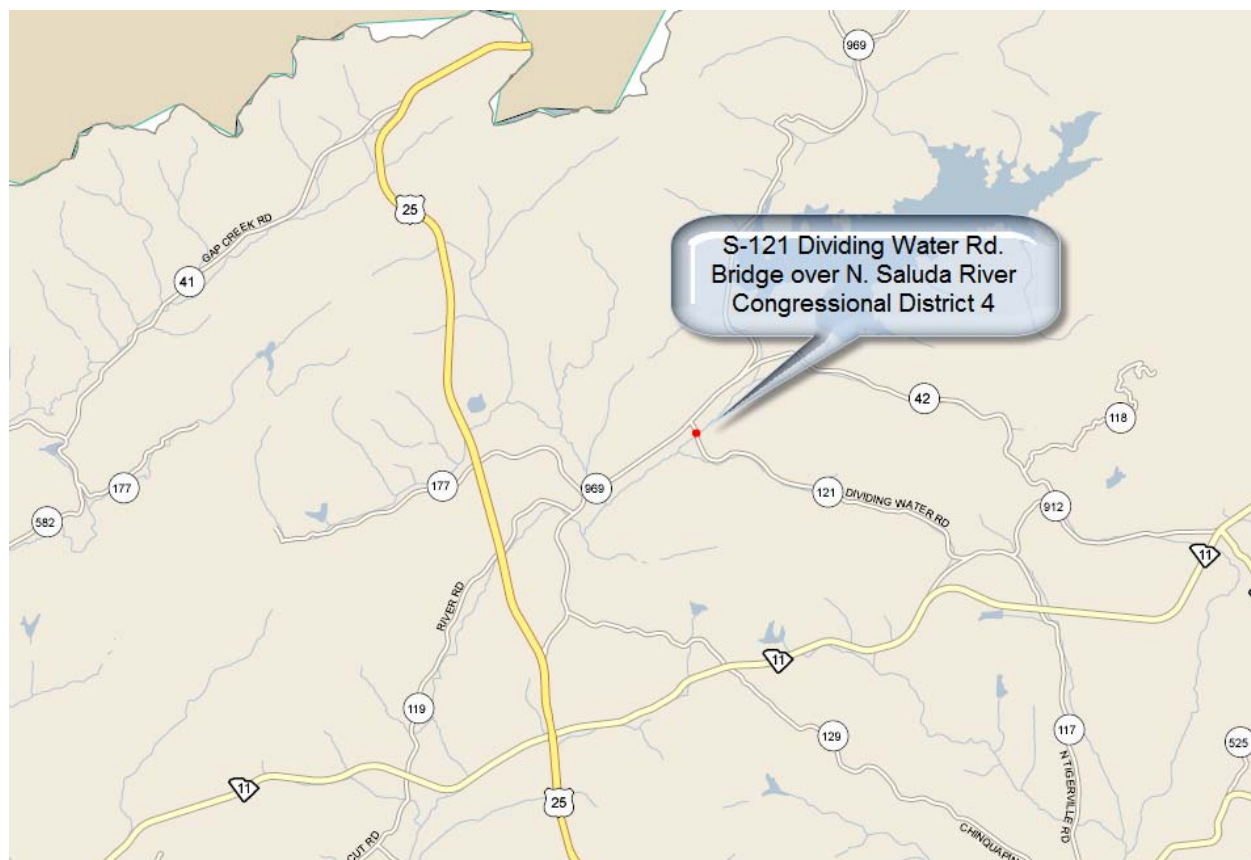 969
25
GAP CREEK RD
41
S-121 Dividing Water Rd.
Bridge over N. Saluda River
Congressional District 4
42
118
177
177
969
121
DIVIDING WATER RD
912
582
11
RIVER RD
11
119
129
117
525
N TIGERVILLE RD
11
25
CUT RD
CHINQUAPIN